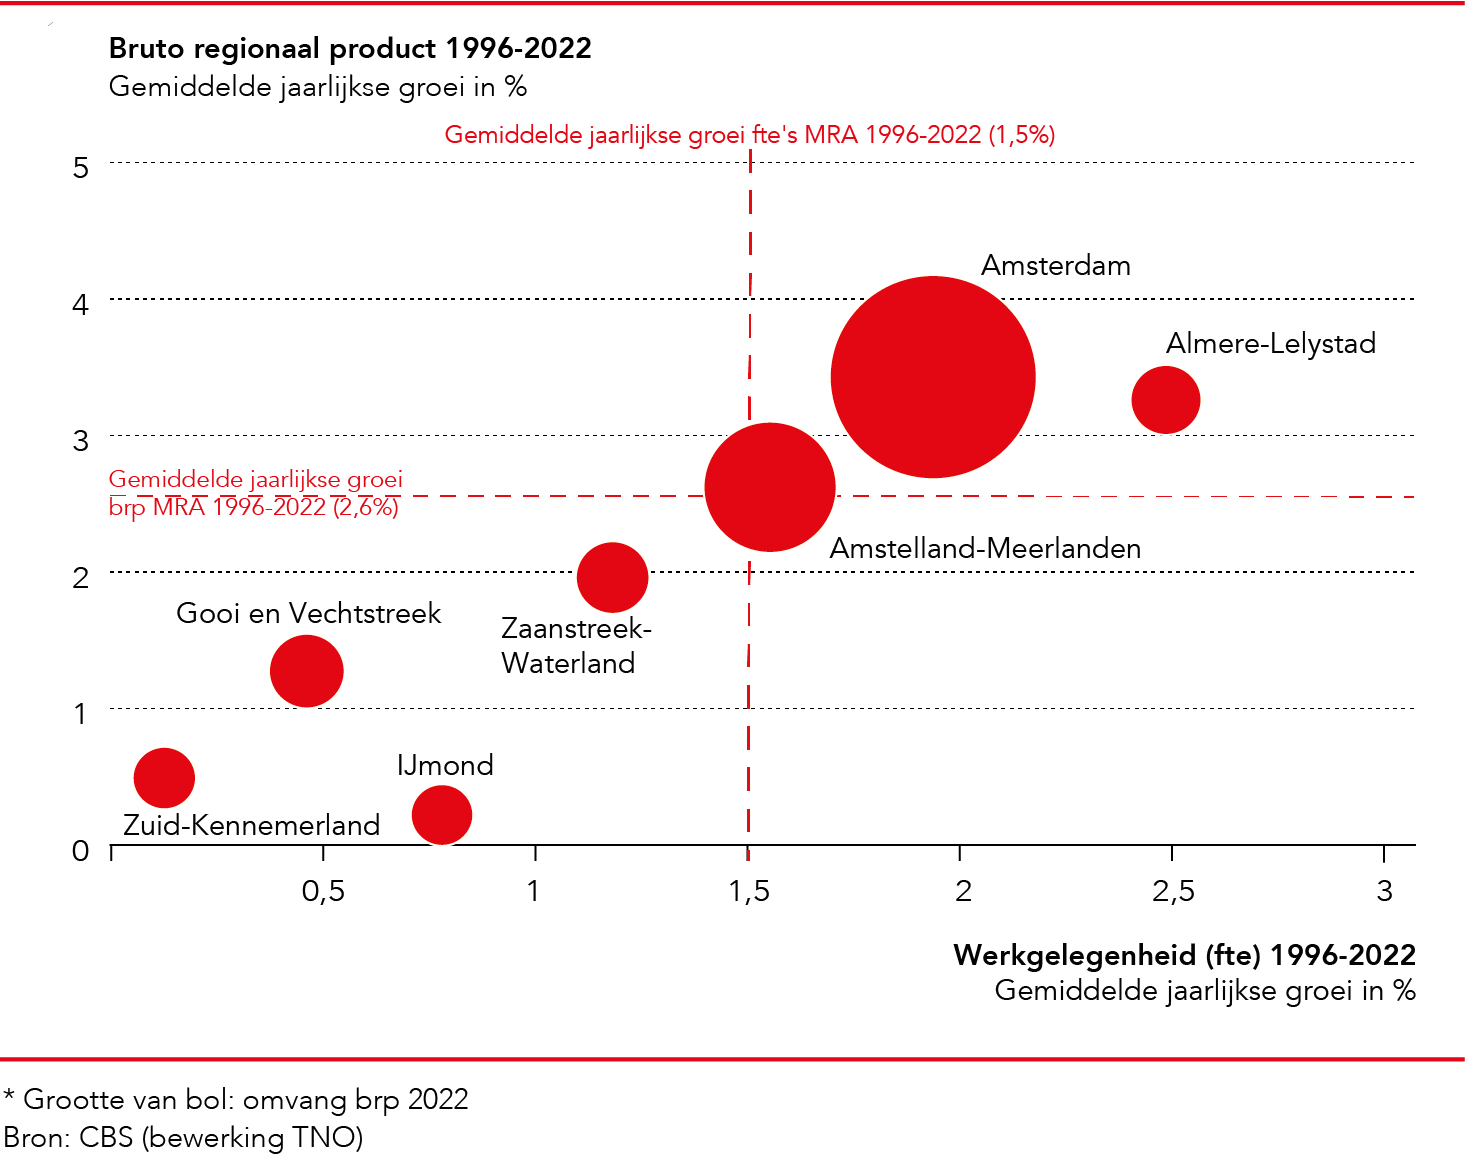 Bruto regionaal product 1996-2022
Gemiddelde jaarlijkse groei in %
Gemiddelde jaarlijkse groei fte's MRA 1996-2022 (1,5%)
5
Amsterdam
4
Almere-Lelystad
3
Gemiddelde jaarlijkse groei
brp MRA 1996-2022 (2,6%)
Amstelland-Meerlanden
2
Gooi en Vechtstreek
Zaanstreek-
Waterland
1
IJmond
Zuid-Kennemerland
0
0,5 1 1,5 2 2,5 3
Werkgelegenheid (fte) 1996-2022
Gemiddelde jaarlijkse groei in %
* Grootte van bol: omvang brp 2022
Bron: CBS (bewerking TNO)